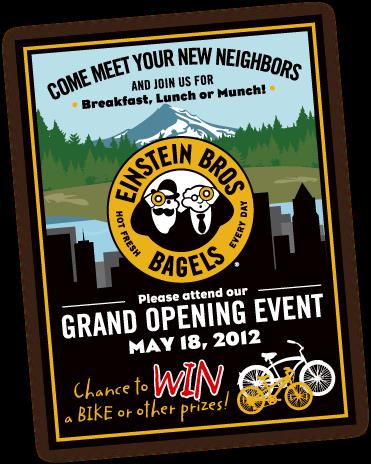 COME MEET YOUR NEW NEIGHBORS
AND JOIN US FOR
• Breakfast, Lunch or Munch! •
EINSTEIN BROS
HOT FRESH
EVERY DAY
BAGELS ®
Please attend our
GRAND OPENING EVENT
MAY 18, 2012
Chance to WIN
a BIKE or other prizes!